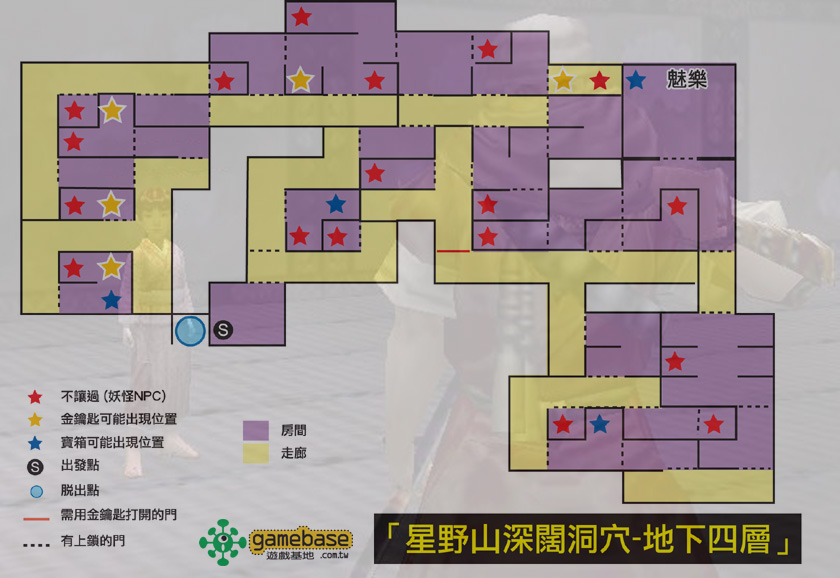 魅樂
S
不讓過 (妖怪NPC)
金鑰匙可能出現位置
寶箱可能出現位置
S 出發點
脫出點
需用金鑰匙打開的門
有上鎖的門
房間
走廊
gamebase
遊戲基地 .com.tw
「星野山深闊洞穴-地下四層」